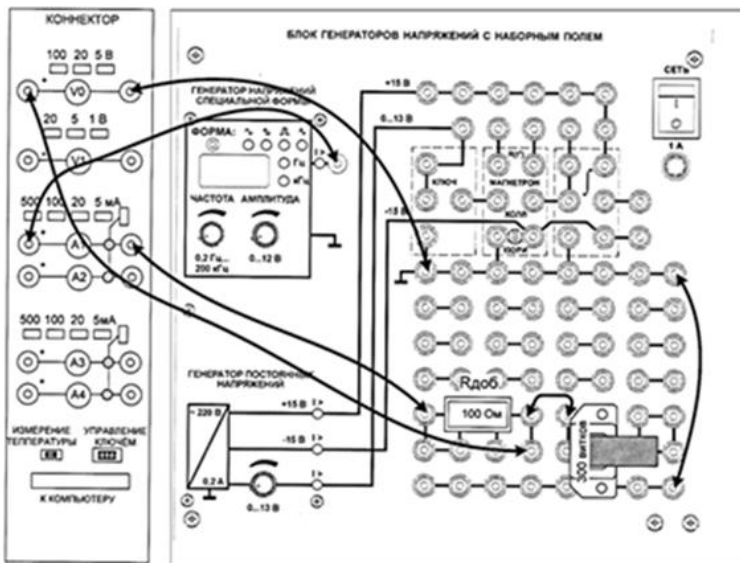 КОННЕКТОР
100 20 5 В
V0
20 5 1 В
V1
500 100 20 5 мА
A1
A2
500 100 20 5мА
A3
A4
ИЗМЕРЕНИЕ ТЕМПЕРАТУРЫ
УПРАВЛЕНИЕ КЛЮЧЁМ
К КОМПЬЮТЕРУ
БЛОК ГЕНЕРАТОРОВ НАПРЯЖЕНИЙ С НАБОРНЫМ ПОЛЕМ
ГЕНЕРАТОР НАПРЯЖЕНИЙ
СПЕЦИАЛЬНОЙ ФОРМЫ
ФОРМА:
Гц
кГц
ЧАСТОТА АМПЛИТУДА
0,2 Гц...
200 кГц
0...12 В
+15 В
0...13 В
-15 В
КЛЮЧ
МАГНЕТРОН
КОЛЯ
СЕТЬ
1 А
ГЕНЕРАТОР ПОСТОЯННЫХ
НАПРЯЖЕНИЙ
~ 220 В
0,2 А
+15 В
-15 В
0...13 В
Rдоб.
100 Ом
300 ВИТКОВ